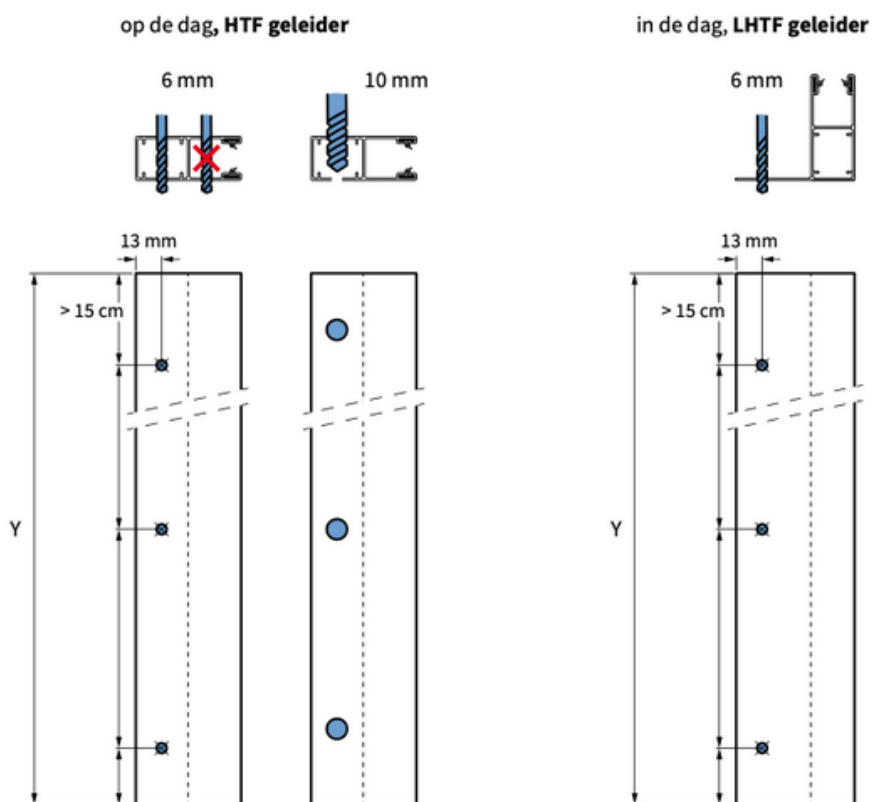 op de dag, HTF geleider
in de dag, LHTF geleider
6 mm
10 mm
6 mm
13 mm
13 mm
> 15 cm
> 15 cm
Y
Y